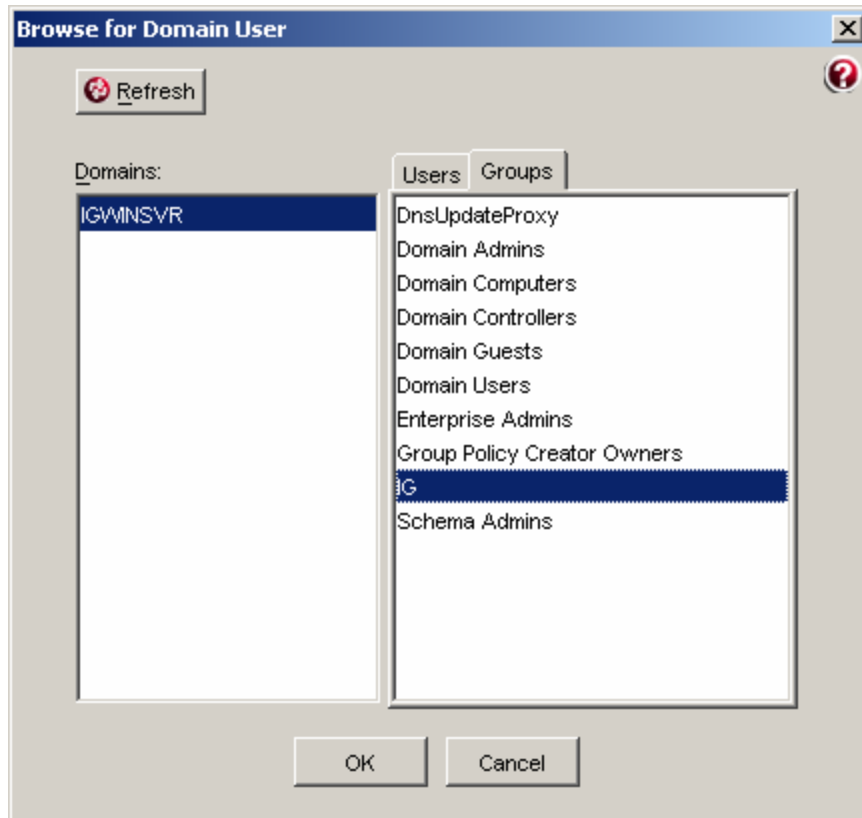 Browse for Domain User
Refresh
Domains:
Users Groups
IGWINSVR
DnsUpdateProxy
Domain Admins
Domain Computers
Domain Controllers
Domain Guests
Domain Users
Enterprise Admins
Group Policy Creator Owners
IG
Schema Admins
OK Cancel